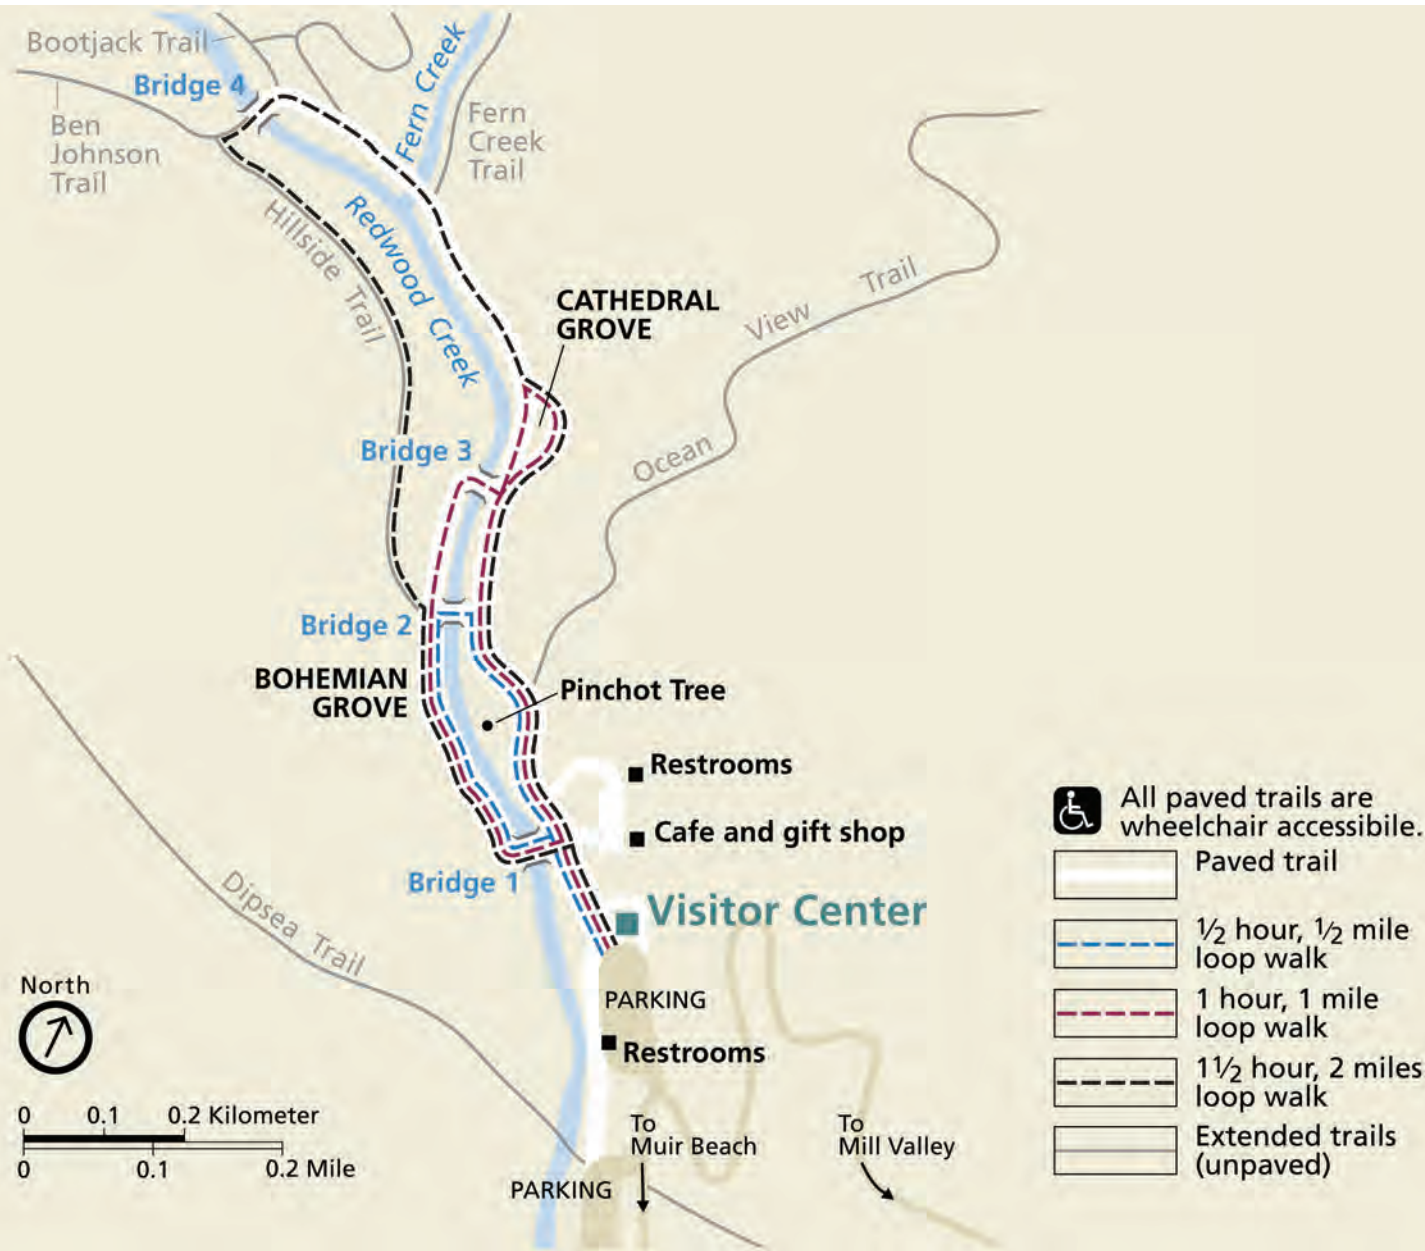 Bootjack Trail
Bridge 4
Fern Creek
Ben
Johnson
Trail
Fern
Creek
Trail
Hillside Trail
Redwood Creek
CATHEDRAL
GROVE
View Trail
Ocean
Bridge 3
Bridge 2
BOHEMIAN
GROVE
Pinchot Tree
Restrooms
Cafe and gift shop
Bridge 1
Visitor Center
Dipsea Trail
PARKING
Restrooms
North
0 0.1 0.2 Kilometer
0 0.1 0.2 Mile
To
Muir Beach
To
Mill Valley
PARKING
All paved trails are
wheelchair accessibile.
Paved trail
½ hour, ½ mile
loop walk
1 hour, 1 mile
loop walk
1½ hour, 2 miles
loop walk
Extended trails
(unpaved)